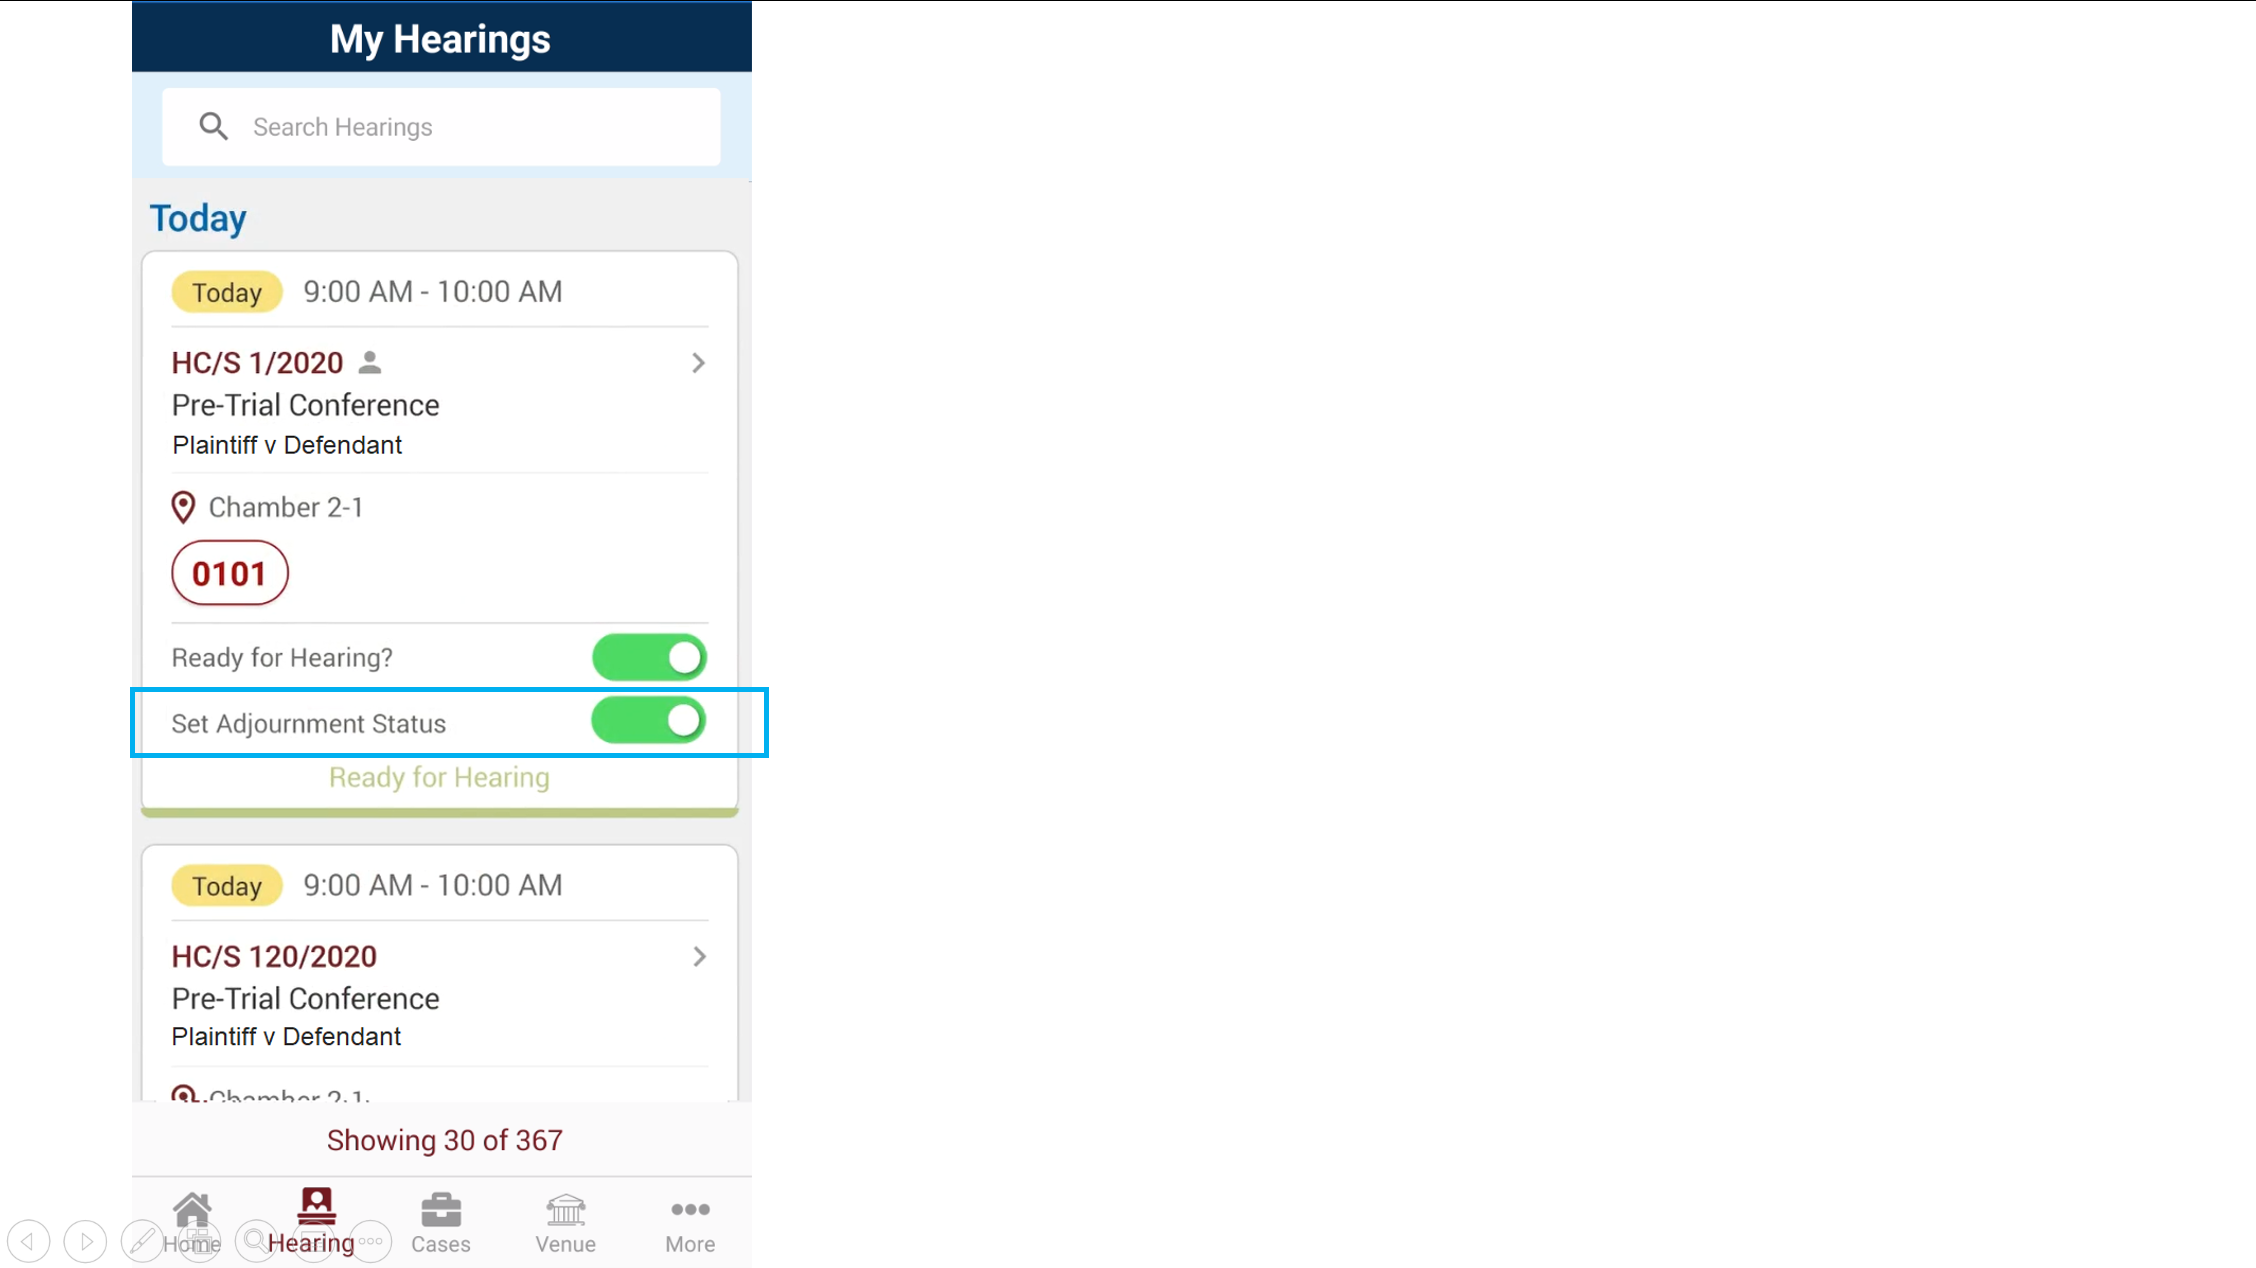 My Hearings
Search Hearings
Today
Today 9:00 AM - 10:00 AM
HC/S 1/2020
Pre-Trial Conference
Plaintiff v Defendant
Chamber 2-1
0101
Ready for Hearing?
Set Adjournment Status
Ready for Hearing
Today 9:00 AM - 10:00 AM
HC/S 120/2020
Pre-Trial Conference
Plaintiff v Defendant
Chamber 2-1
Showing 30 of 367
Home Hearing Cases Venue More